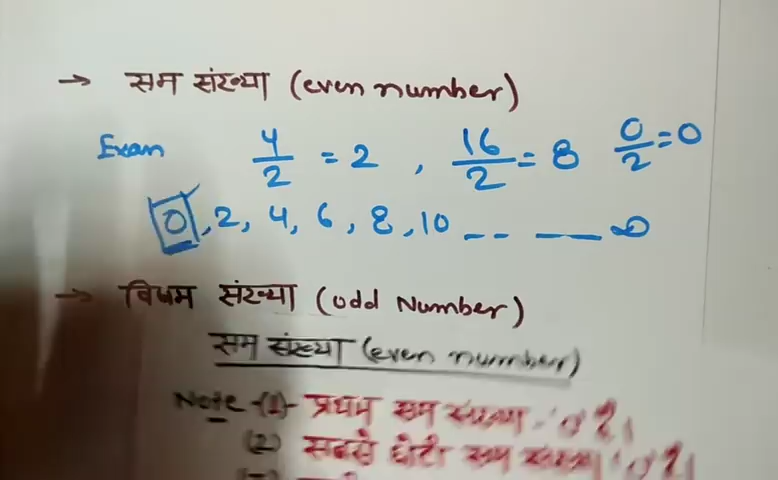 → सम संख्या (even number)
Exam 4/2 = 2 , 16/2 = 8 0/2 = 0
0, 2, 4, 6, 8, 10 -- -- ∞
→ विषम संख्या (odd Number)
सम संख्या (even number)
Note -(1)- प्रथम सम संख्या '0' है।
(2) सबसे छोटी सम संख्या '0' है।